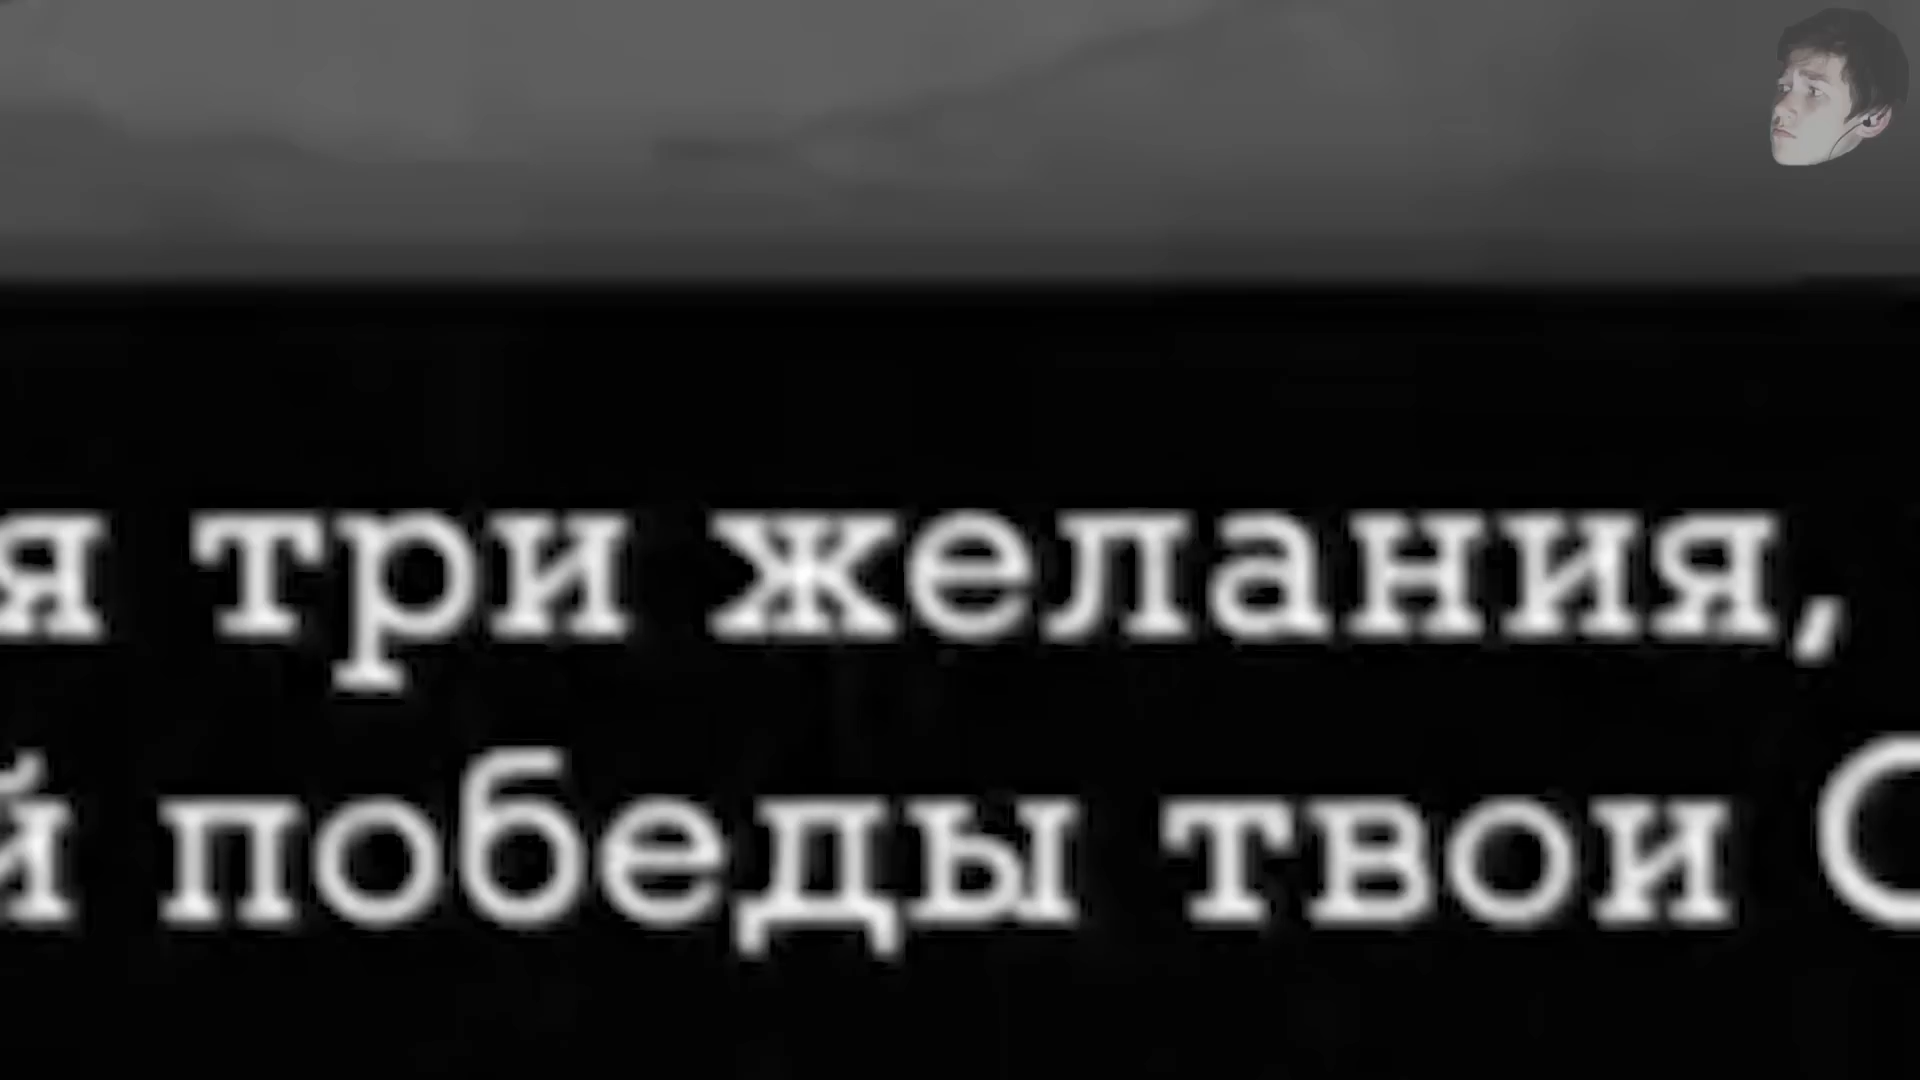 я три желания,
й победы твои